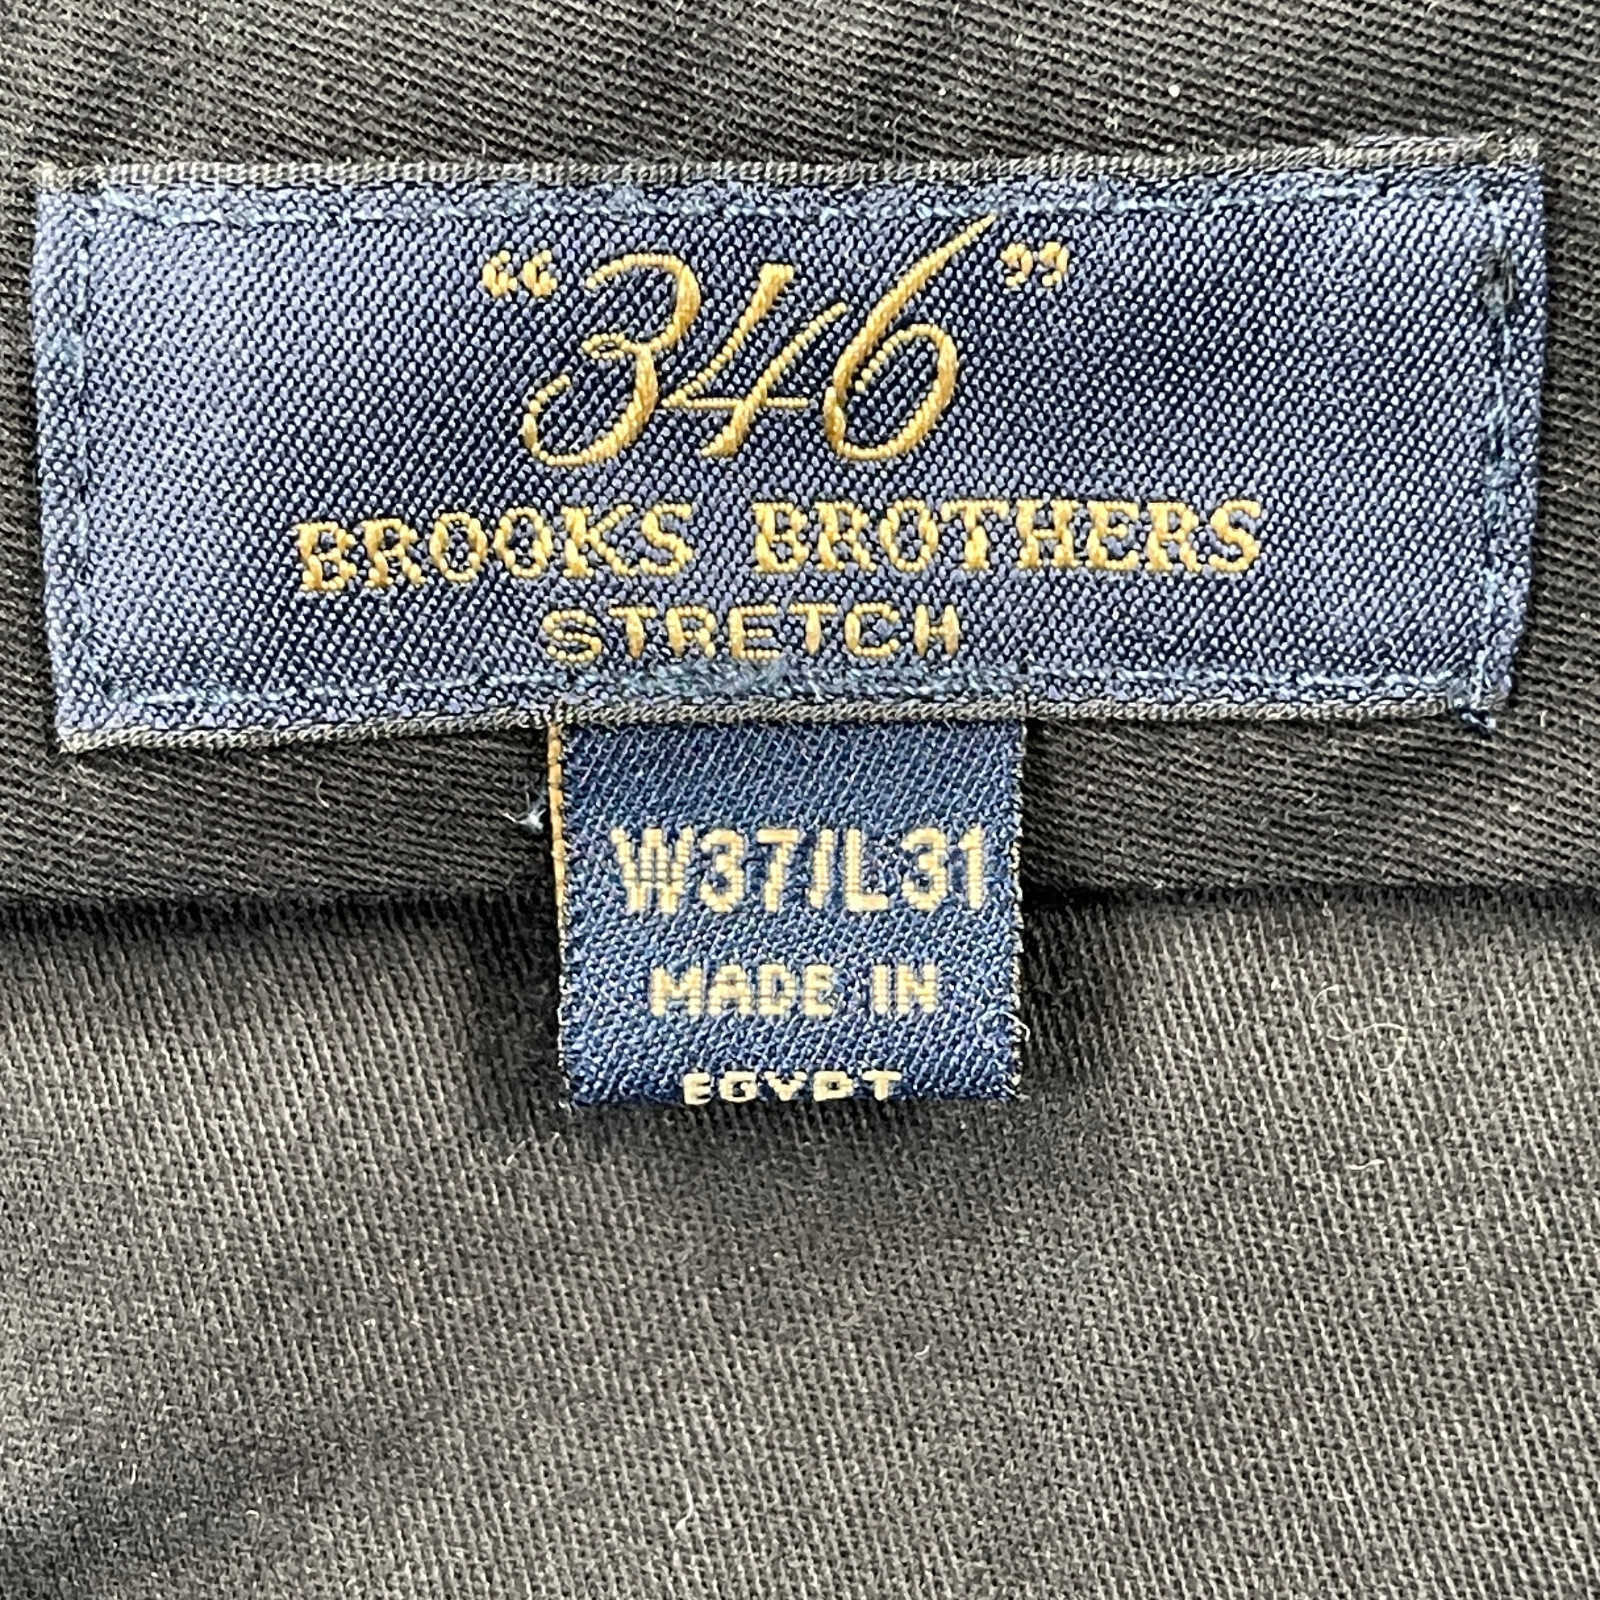 “346”
BROOKS BROTHERS
STRETCH
W37/L31
MADE IN
EGYPT